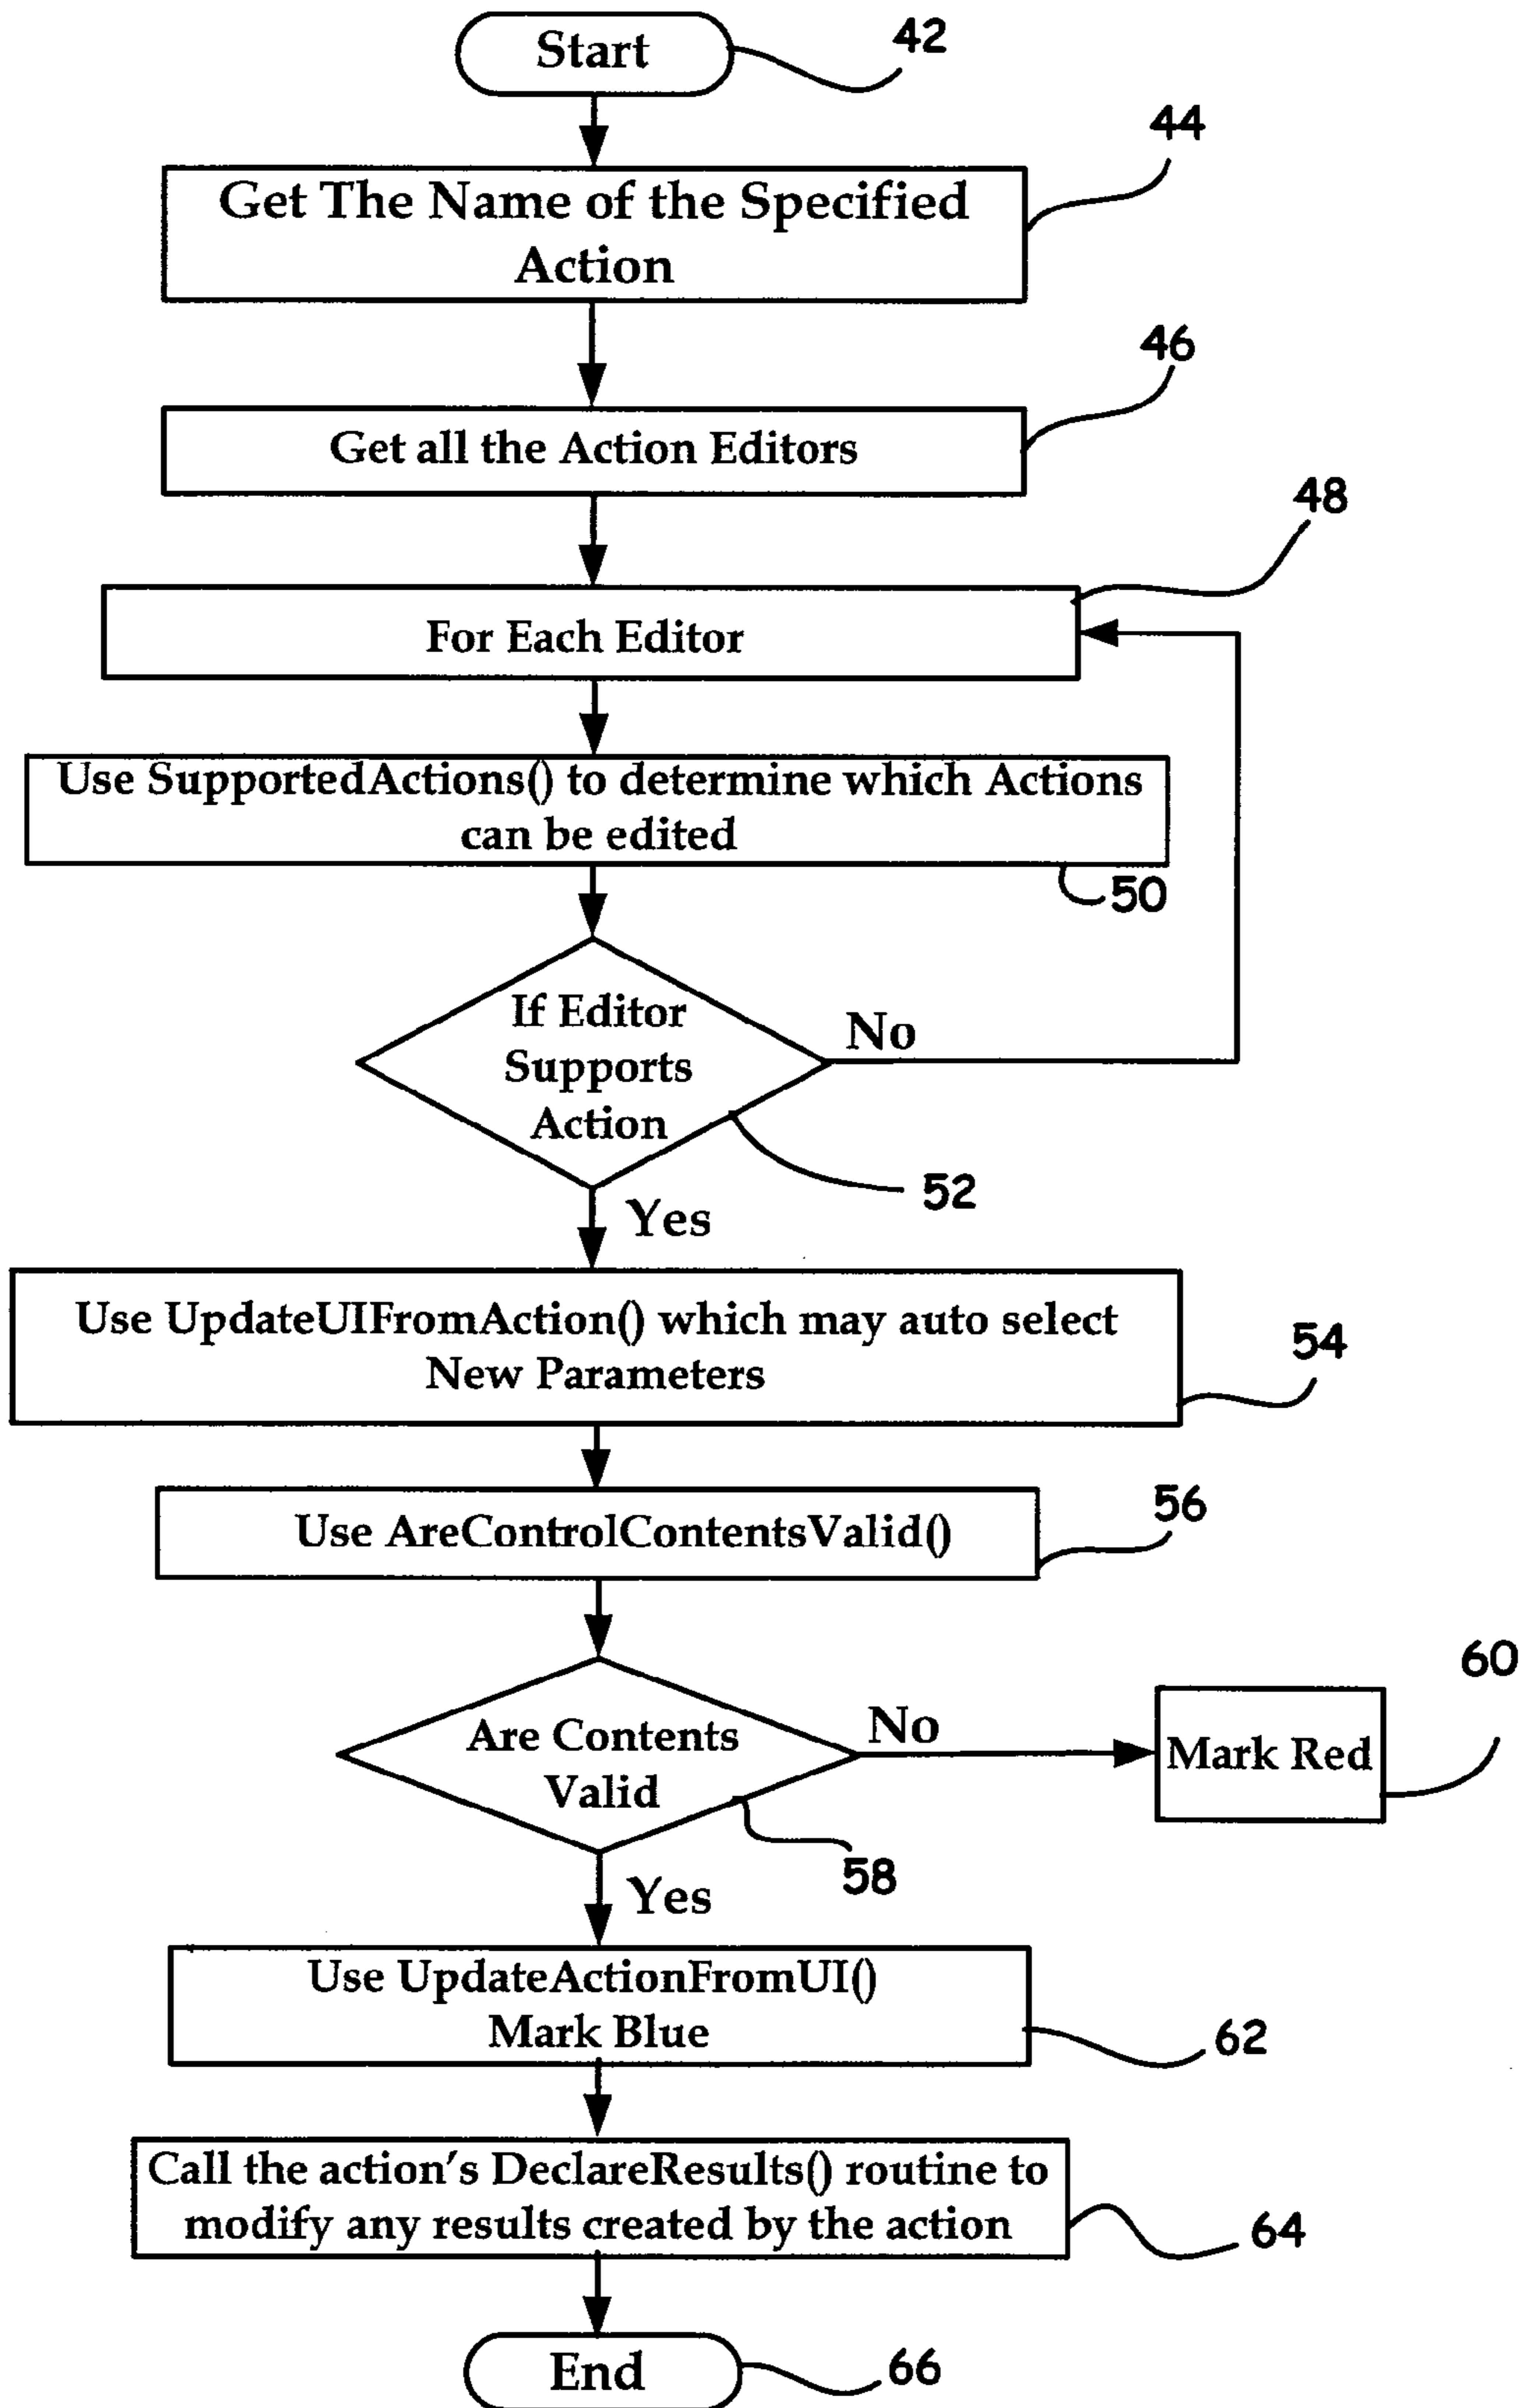 Start
42
44
Get The Name of the Specified
Action
46
Get all the Action Editors
48
For Each Editor
Use SupportedActions() to determine which Actions
can be edited
50
If Editor
Supports
Action
No
52
Yes
Use UpdateUIFromAction() which may auto select
New Parameters
54
Use AreControlContentsValid()
56
Are Contents
Valid
No
58
Mark Red
60
Yes
Use UpdateActionFromUI()
Mark Blue
62
Call the action's DeclareResults() routine to
modify any results created by the action
64
End
66